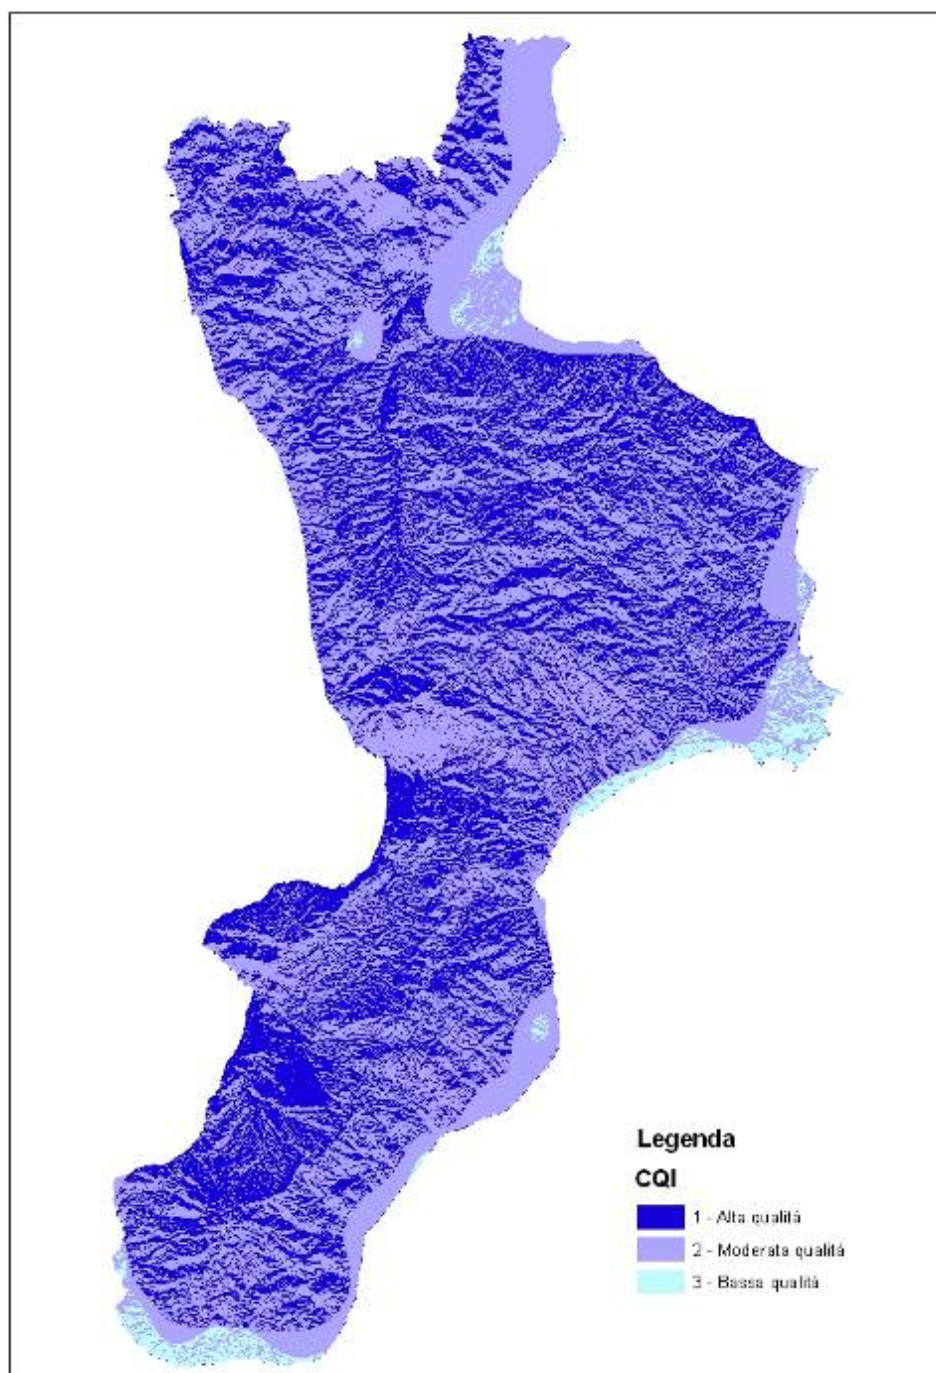 Legenda
CQI
1 - Alta qualità
2 - Moderata qualità
3 - Bassa qualità